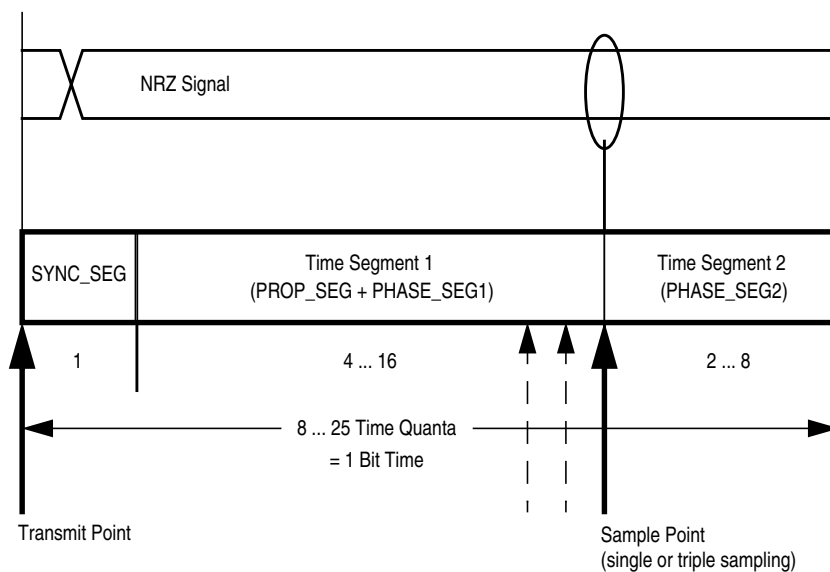 NRZ Signal
SYNC_SEG
Time Segment 1
(PROP_SEG + PHASE_SEG1)
Time Segment 2
(PHASE_SEG2)
1
4 ... 16
2 ... 8
8 ... 25 Time Quanta
= 1 Bit Time
Transmit Point
Sample Point
(single or triple sampling)